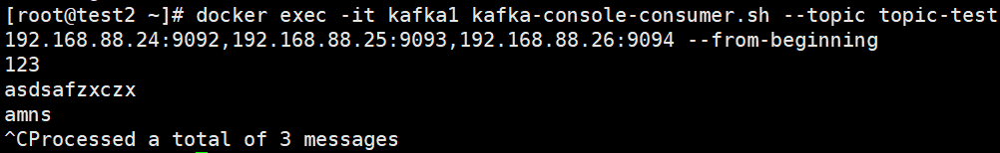 [root@test2 ~]# docker exec -it kafka1 kafka-console-consumer.sh --topic topic-test
192.168.88.24:9092,192.168.88.25:9093,192.168.88.26:9094 --from-beginning
123
asdsafzxczx
amns
^CProcessed a total of 3 messages